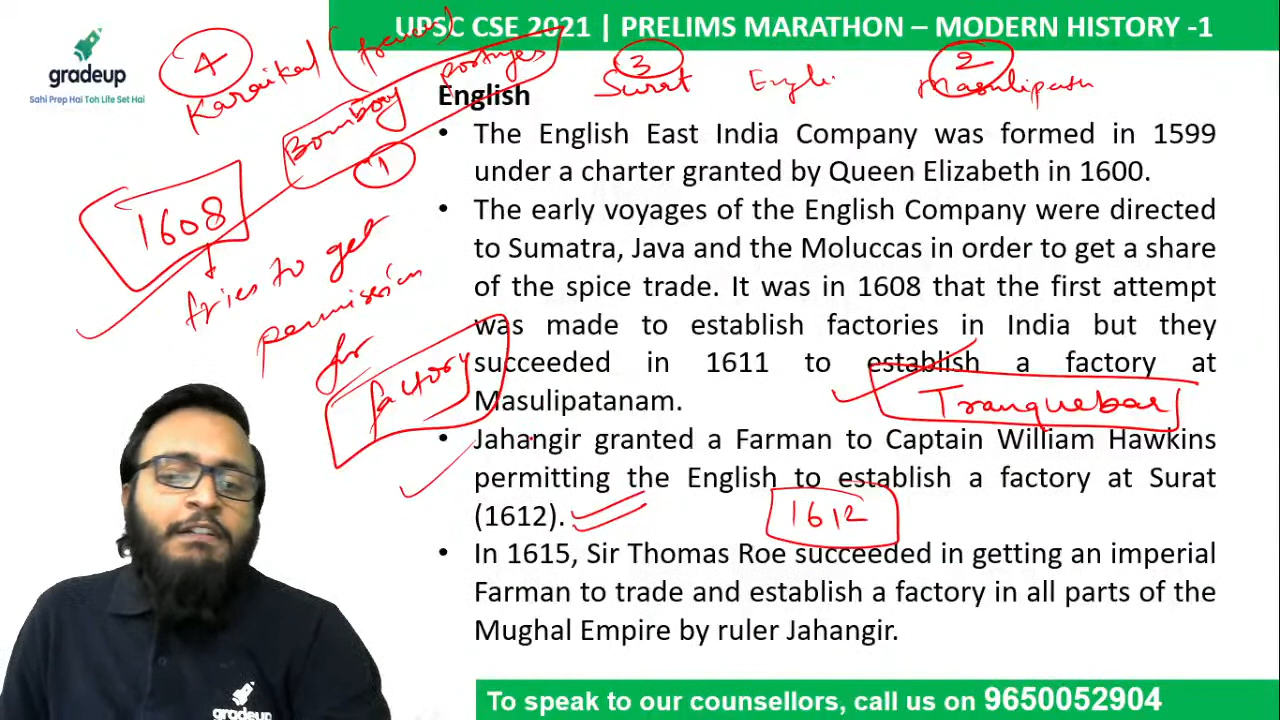 UPSC CSE 2021 | PRELIMS MARATHON – MODERN HISTORY -1
gradeup
Sahi Prep Hai Toh Life Set Hai
4
Karaikal
Bombay
1
3
Surat
2
English
• The English East India Company was formed in 1599
under a charter granted by Queen Elizabeth in 1600.
• The early voyages of the English Company were directed
to Sumatra, Java and the Moluccas in order to get a share
of the spice trade. It was in 1608 that the first attempt
was made to establish factories in India but they
succeeded in 1611 to establish a factory at
Masulipatanam.
Tranquebar
• Jahangir granted a Farman to Captain William Hawkins
permitting the English to establish a factory at Surat
(1612).
1612
• In 1615, Sir Thomas Roe succeeded in getting an imperial
Farman to trade and establish a factory in all parts of the
Mughal Empire by ruler Jahangir.
1608
tries to get
permission
for
factory
gradeup
To speak to our counsellors, call us on 9650052904